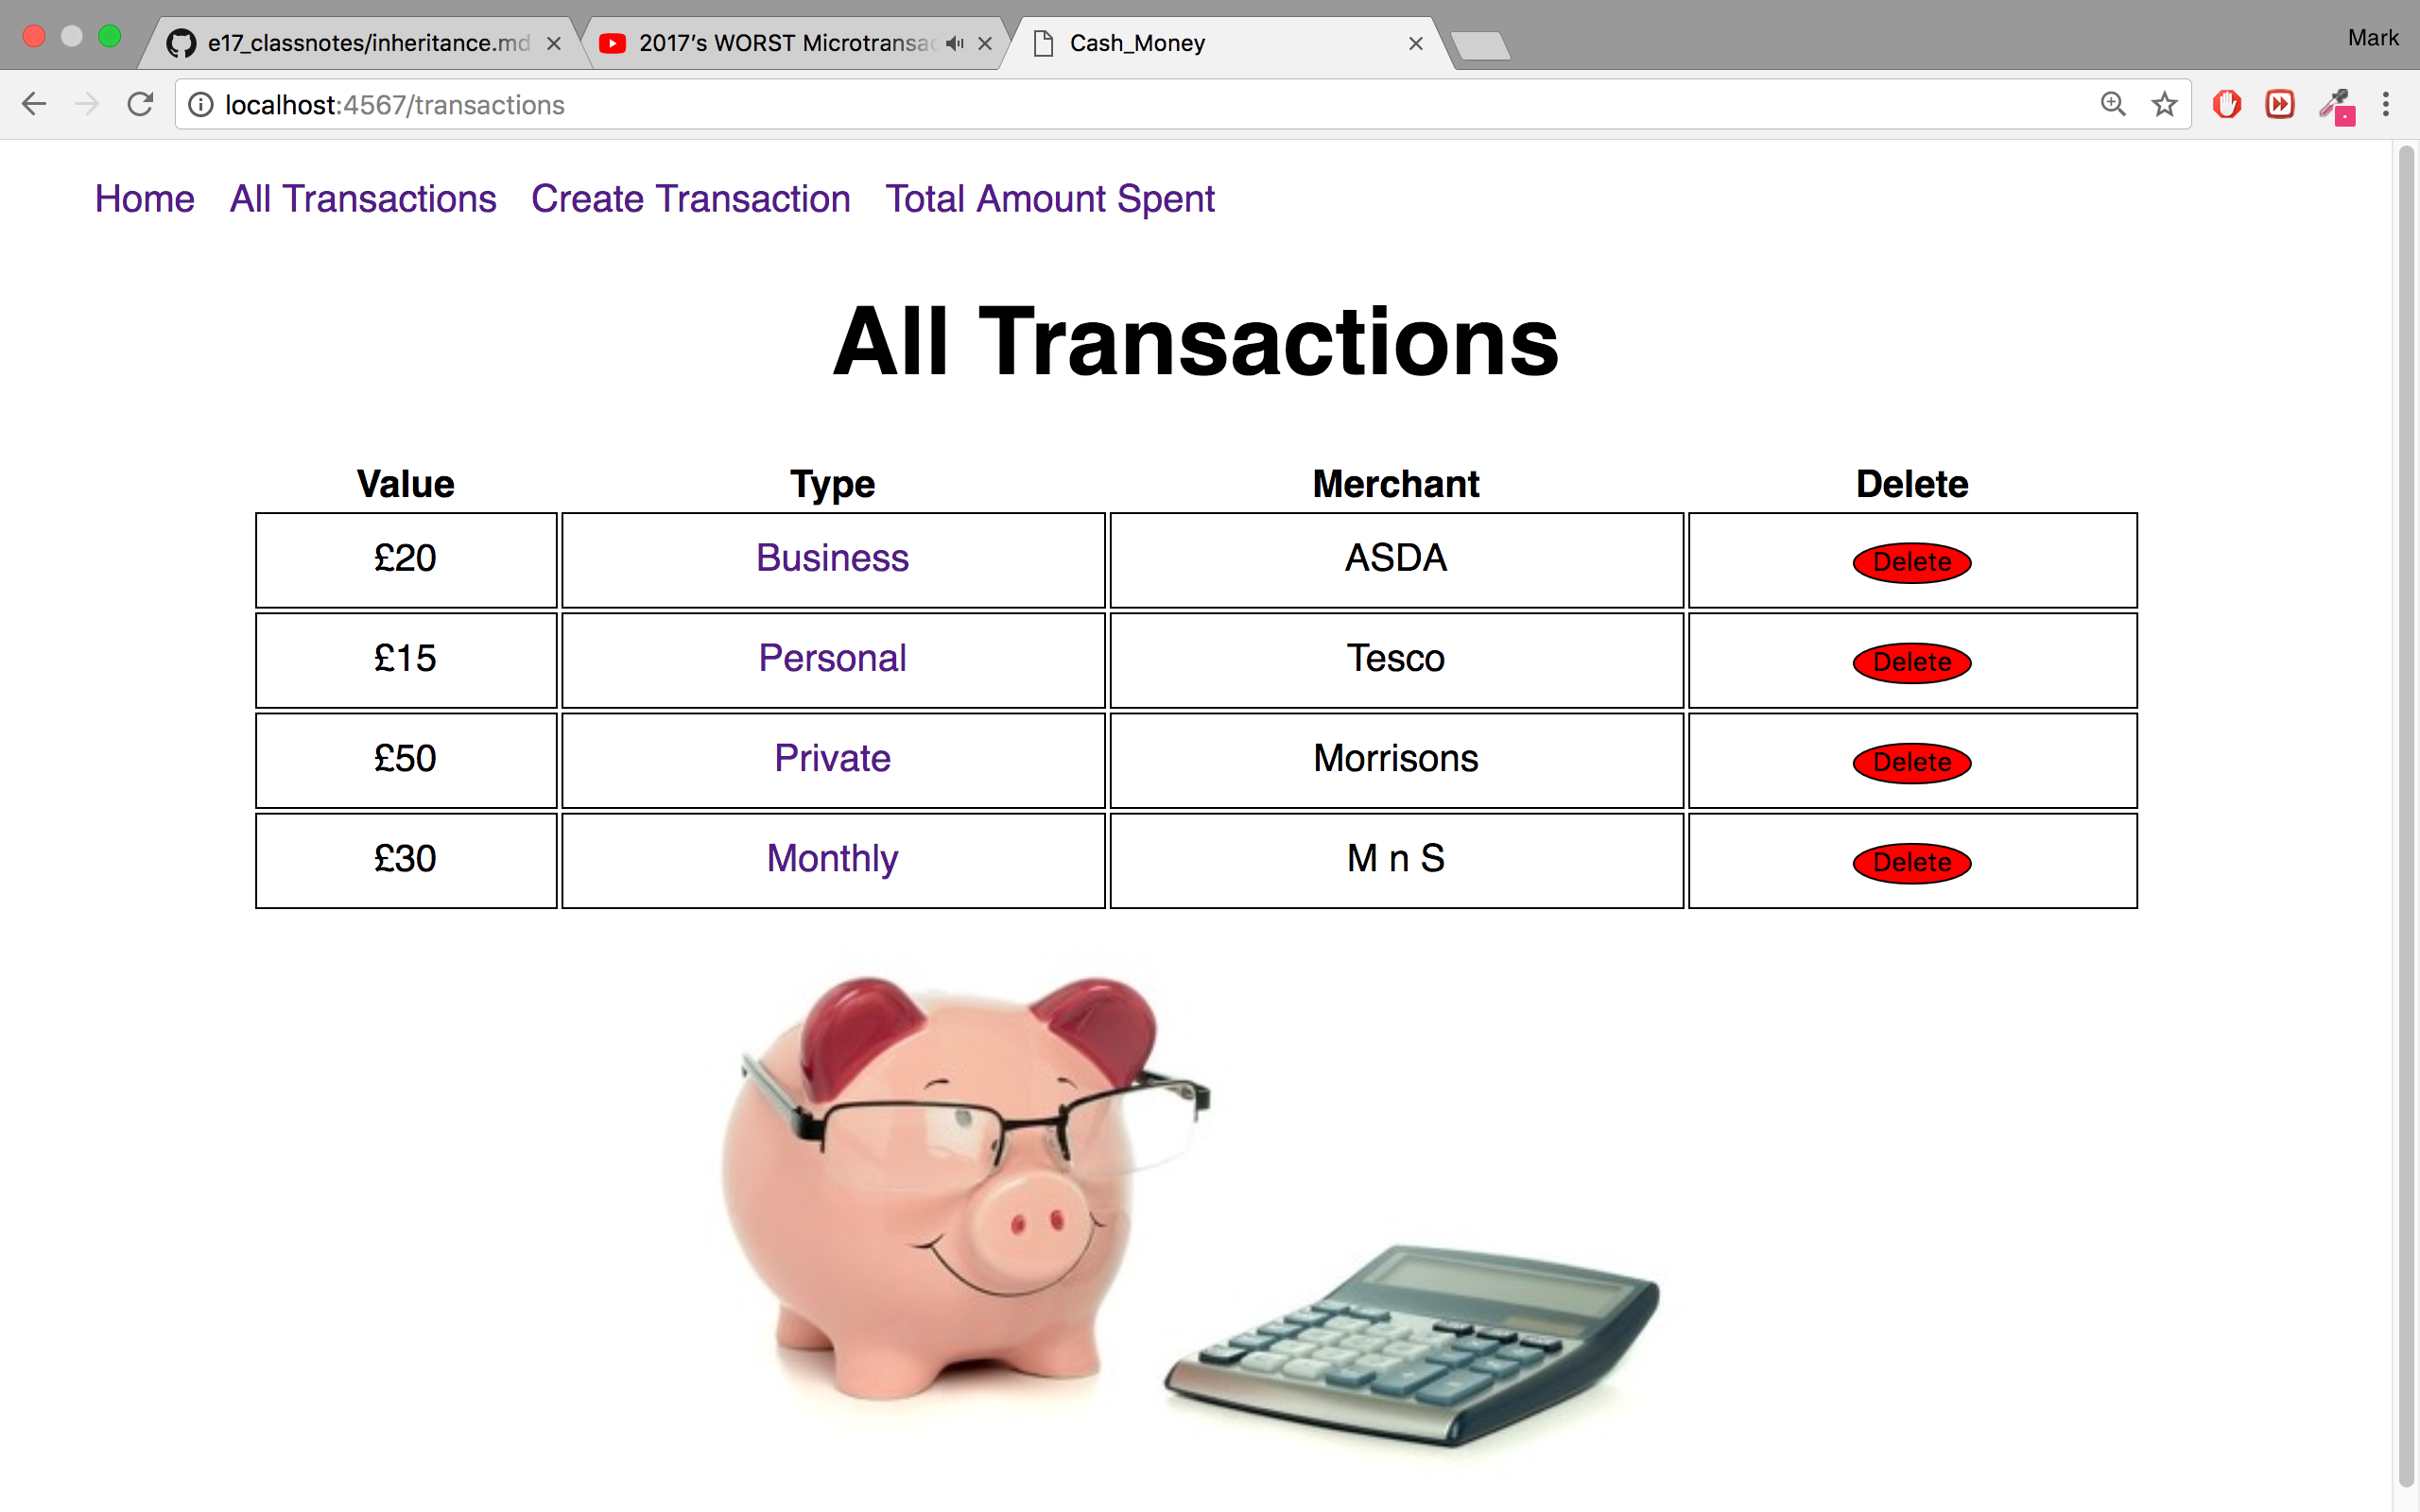 e17_classnotes/inheritance.md
2017's WORST Microtransac
Cash_Money
Mark
localhost:4567/transactions
Home All Transactions Create Transaction Total Amount Spent
All Transactions
Value Type Merchant Delete
£20 Business ASDA Delete
£15 Personal Tesco Delete
£50 Private Morrisons Delete
£30 Monthly M n S Delete